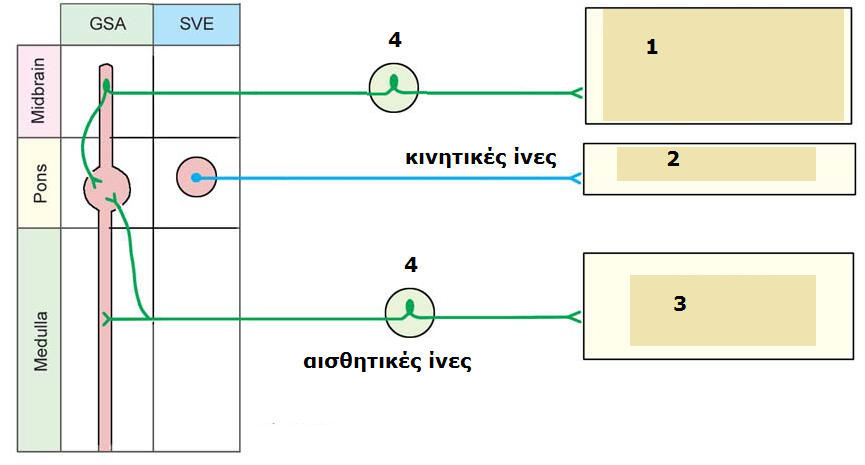 GSA
SVE
4
1
Midbrain
κινητικές ίνες
2
Pons
4
3
Medulla
αισθητικές ίνες